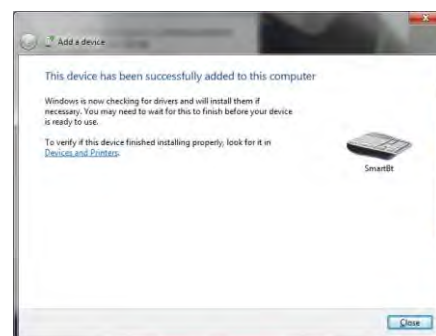 Add a device
This device has been successfully added to this computer
Windows is now checking for drivers and will install them if
necessary. You may need to wait for this to finish before your device
is ready to use.
To verify if this device finished installing properly, look for it in
Devices and Printers.
SmartBt
Close